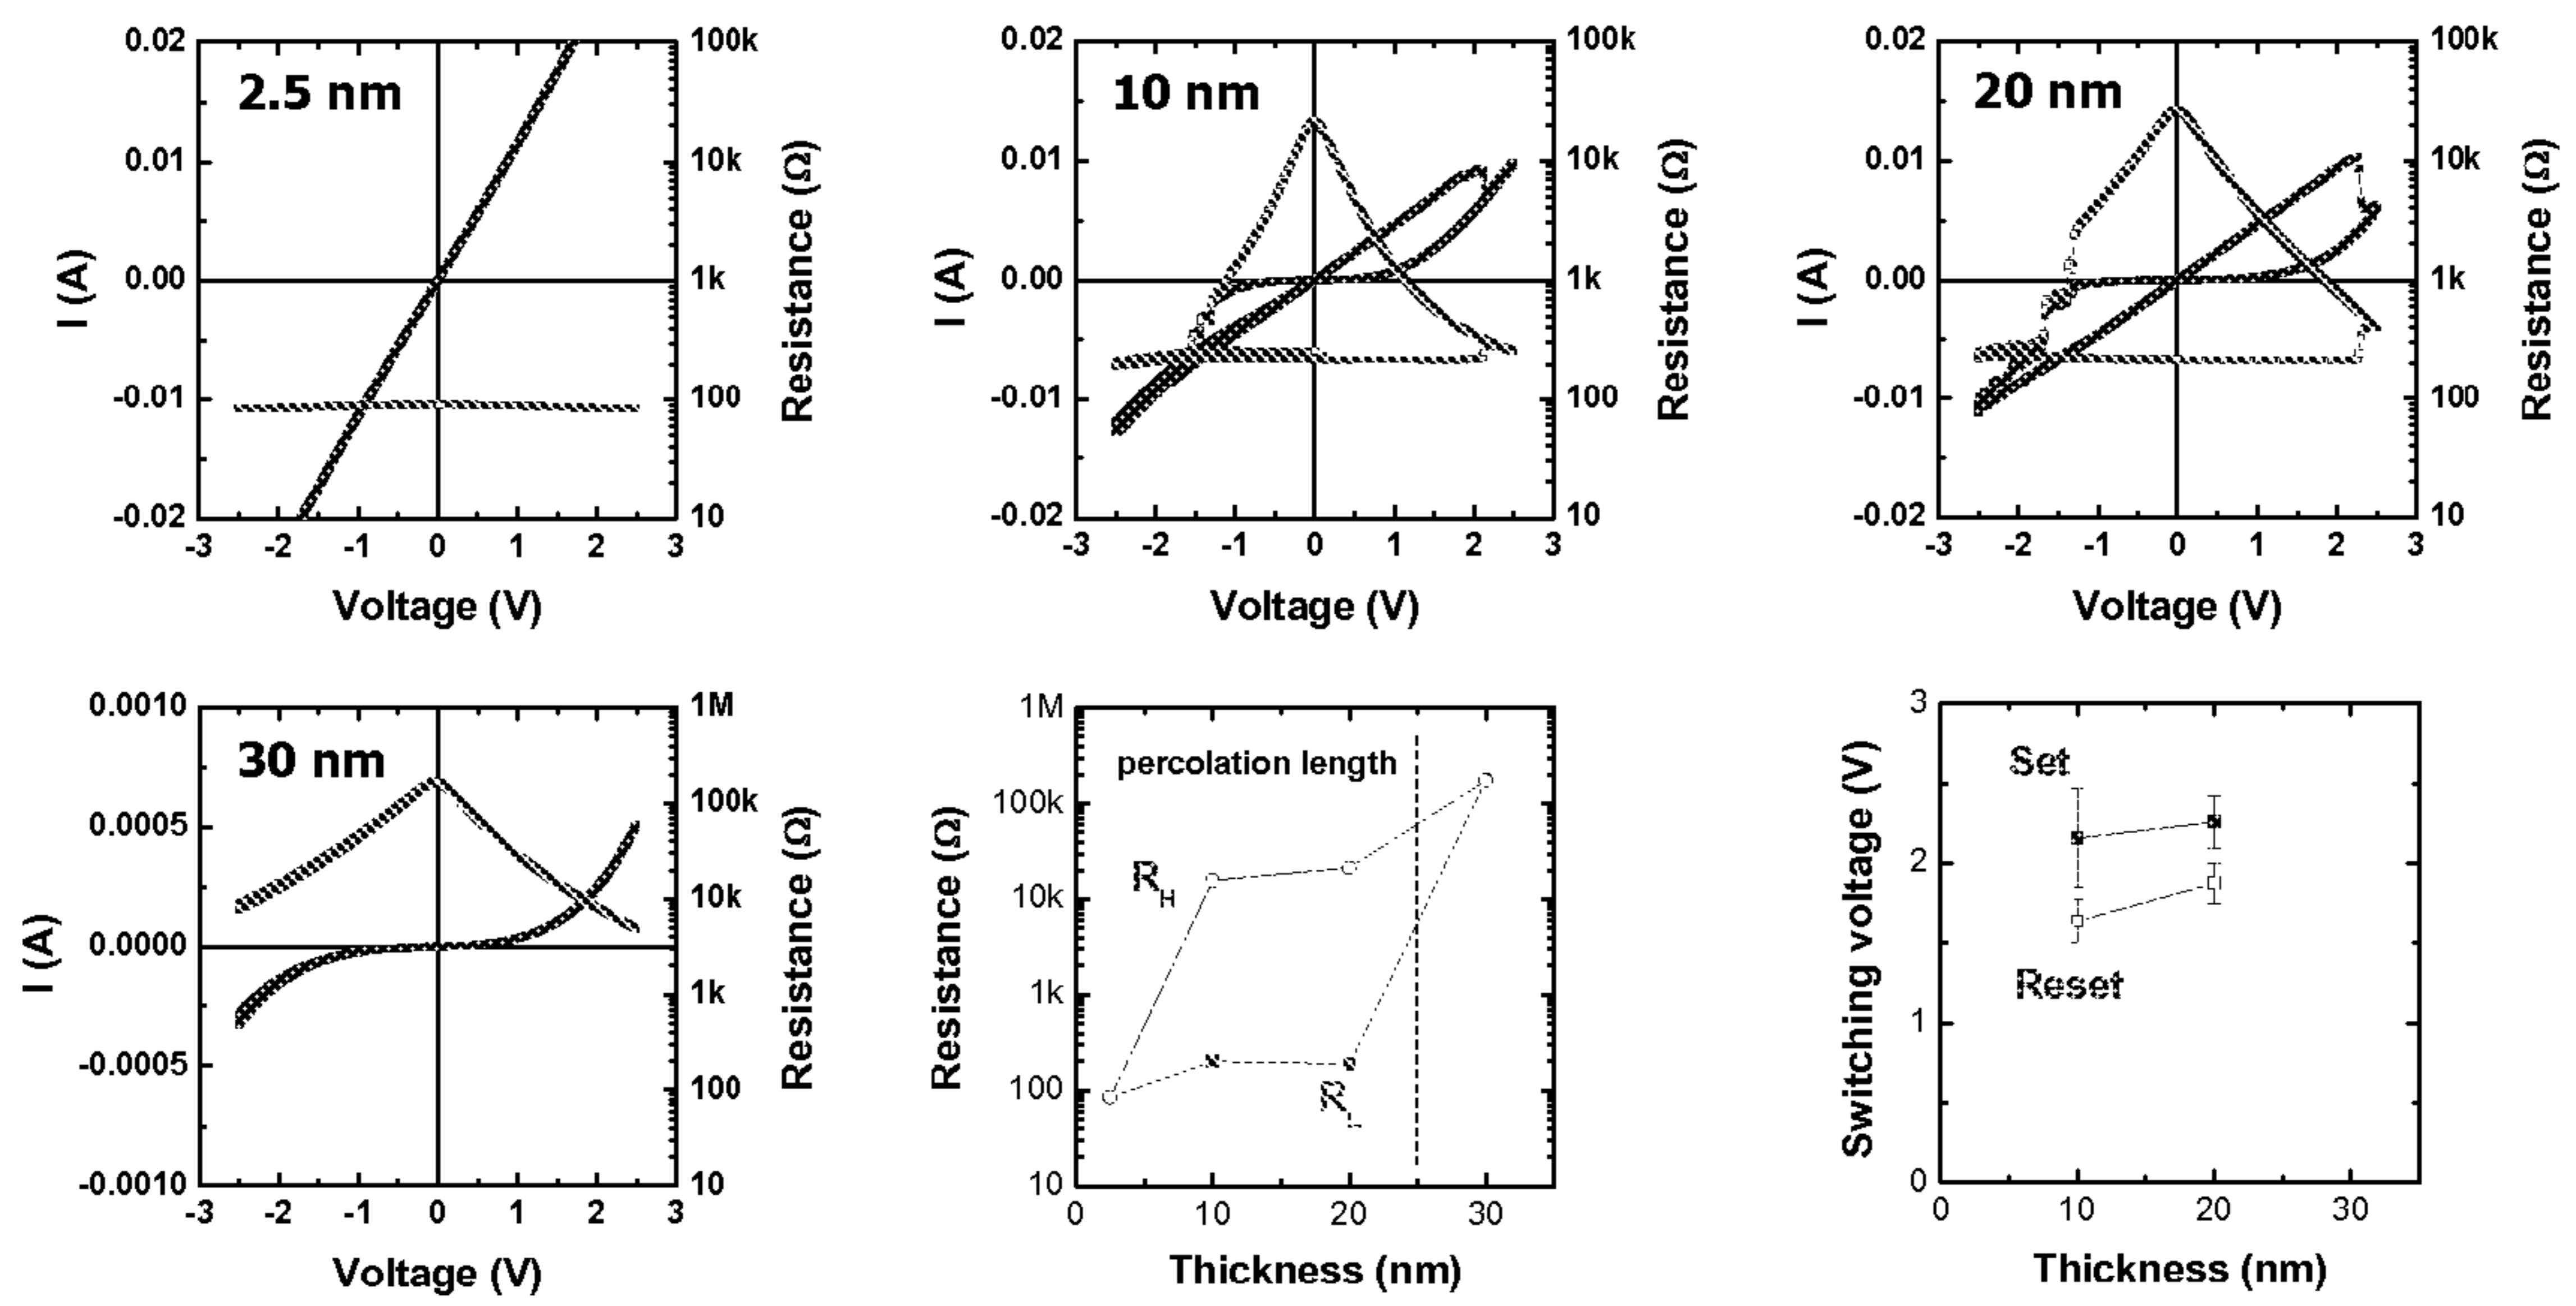 2.5 nm
0.02
0.01
0.00
-0.01
-0.02
I (A)
100k
10k
1k
100
10
Resistance (Ω)
-3 -2 -1 0 1 2 3
Voltage (V)
10 nm
0.02
0.01
0.00
-0.01
-0.02
I (A)
100k
10k
1k
100
10
Resistance (Ω)
-3 -2 -1 0 1 2 3
Voltage (V)
20 nm
0.02
0.01
0.00
-0.01
-0.02
I (A)
100k
10k
1k
100
10
Resistance (Ω)
-3 -2 -1 0 1 2 3
Voltage (V)
30 nm
0.0010
0.0005
0.0000
-0.0005
-0.0010
I (A)
1M
100k
10k
1k
100
10
Resistance (Ω)
-3 -2 -1 0 1 2 3
Voltage (V)
percolation length
RH
1M
100k
10k
1k
100
10
Resistance (Ω)
0 10 20 30
Thickness (nm)
Set
Reset
3
2
1
0
Switching voltage (V)
0 10 20 30
Thickness (nm)